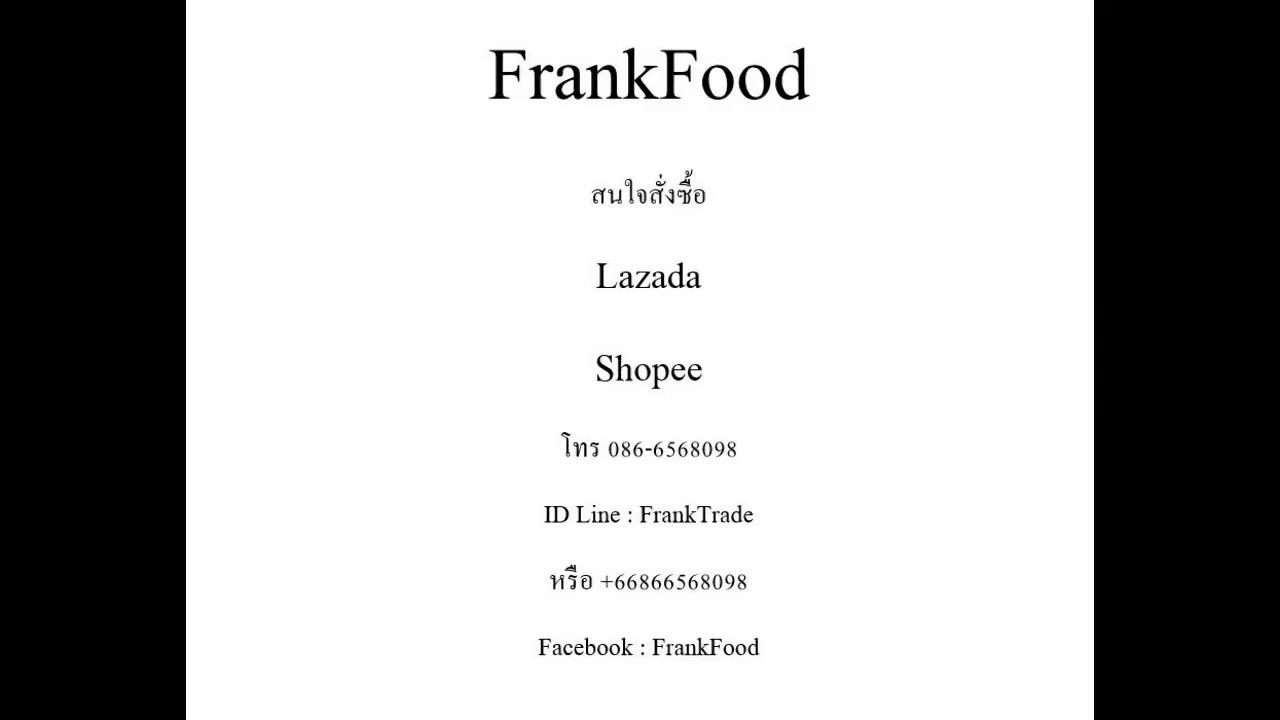 FrankFood
สนใจสั่งซื้อ
Lazada
Shopee
โทร 086-6568098
ID Line : FrankTrade
หรือ +66866568098
Facebook : FrankFood